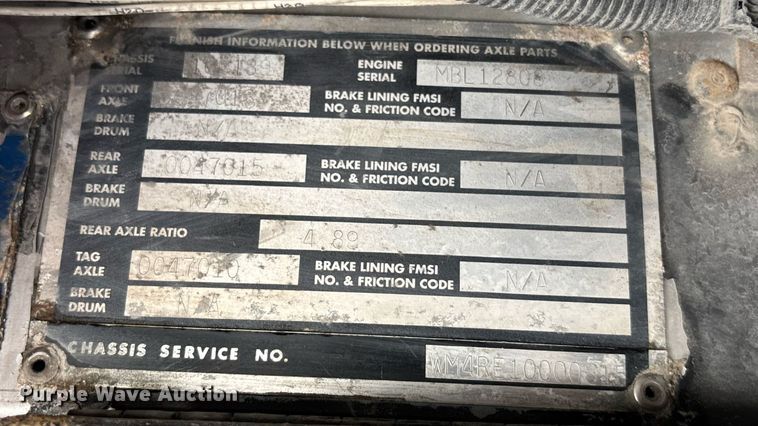 H2O
FURNISH INFORMATION BELOW WHEN ORDERING AXLE PARTS
CHASSIS SERIAL
ENGINE SERIAL
FRONT AXLE
BRAKE LINING FMSI NO. & FRICTION CODE N/A
BRAKE DRUM N/A
REAR AXLE 0047015 BRAKE LINING FMSI NO. & FRICTION CODE N/A
BRAKE DRUM N/A
REAR AXLE RATIO 4.89
TAG AXLE BRAKE LINING FMSI NO. & FRICTION CODE N/A
BRAKE DRUM N/A
CHASSIS SERVICE NO.
Purple Wave Auction